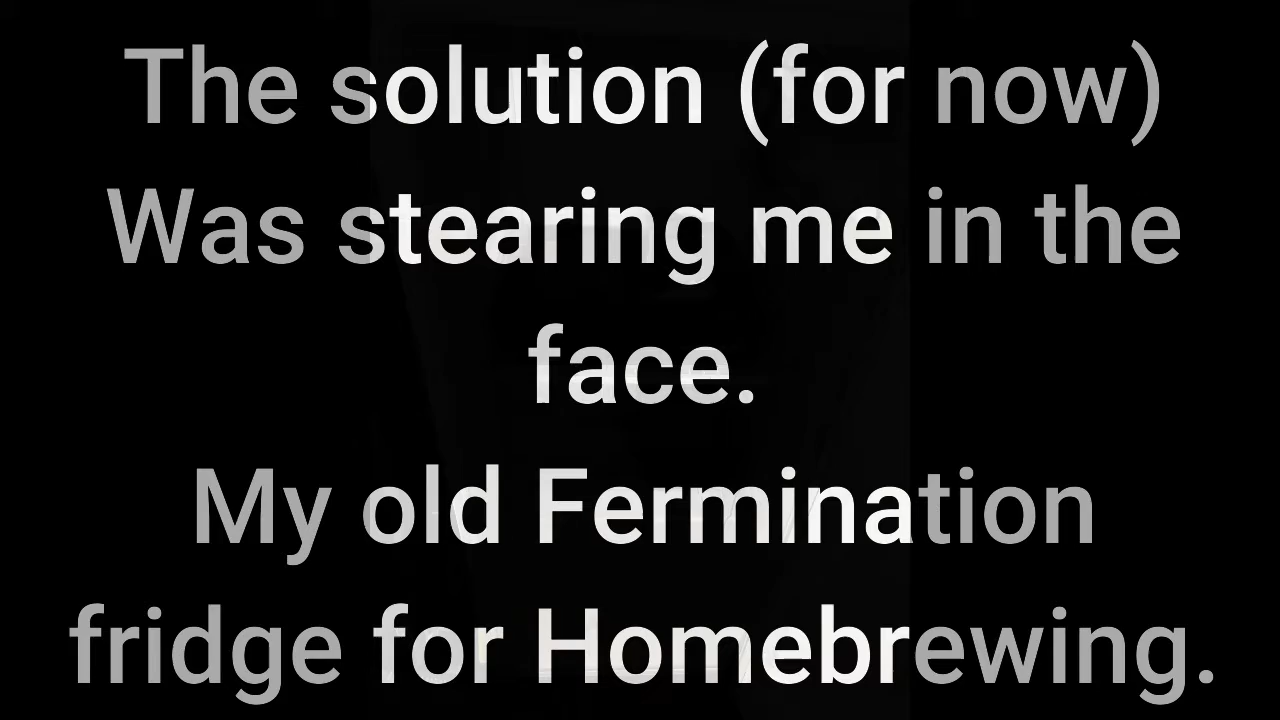 The solution (for now)
Was stearing me in the
face.
My old Fermination
fridge for Homebrewing.